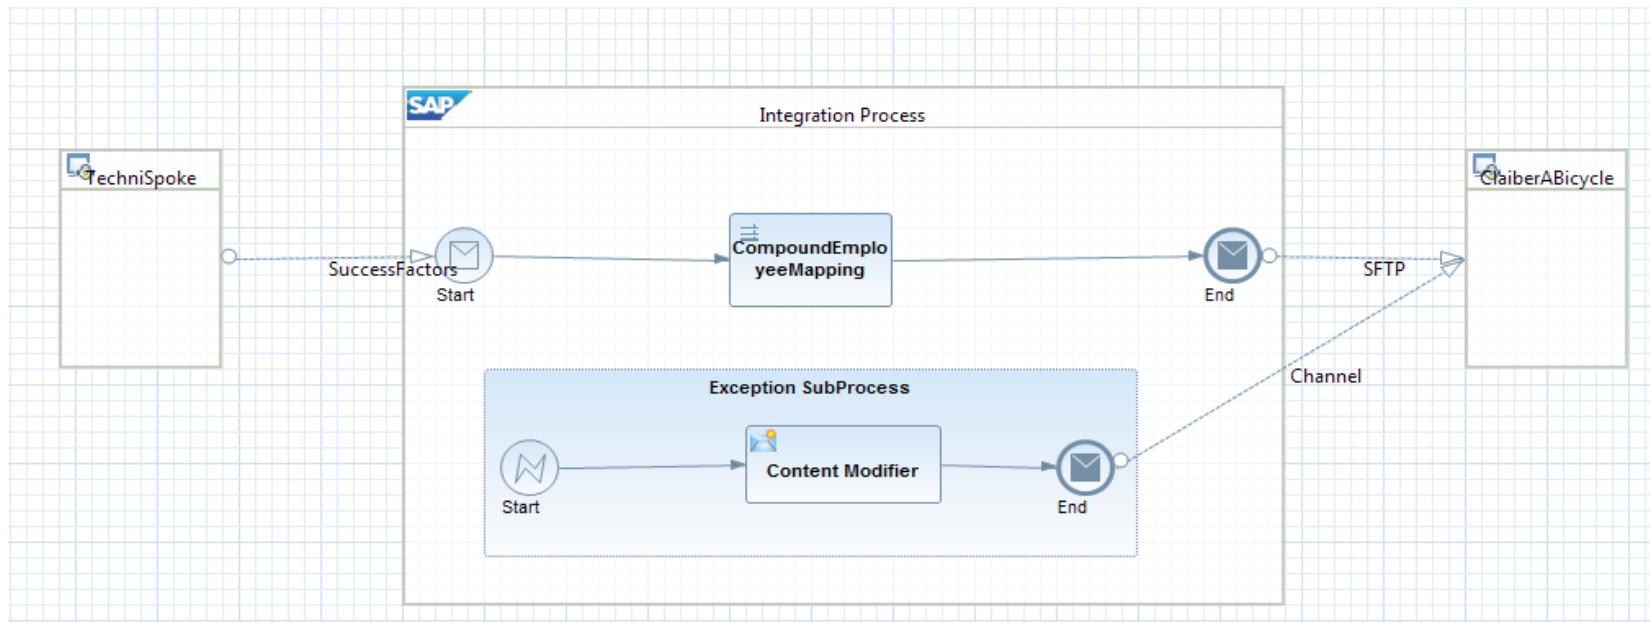 SAP
Integration Process
TechniSpoke
ClaiberABicycle
CompoundEmplo
yeeMapping
SuccessFactors
SFTP
Start
End
Channel
Exception SubProcess
Content Modifier
Start
End